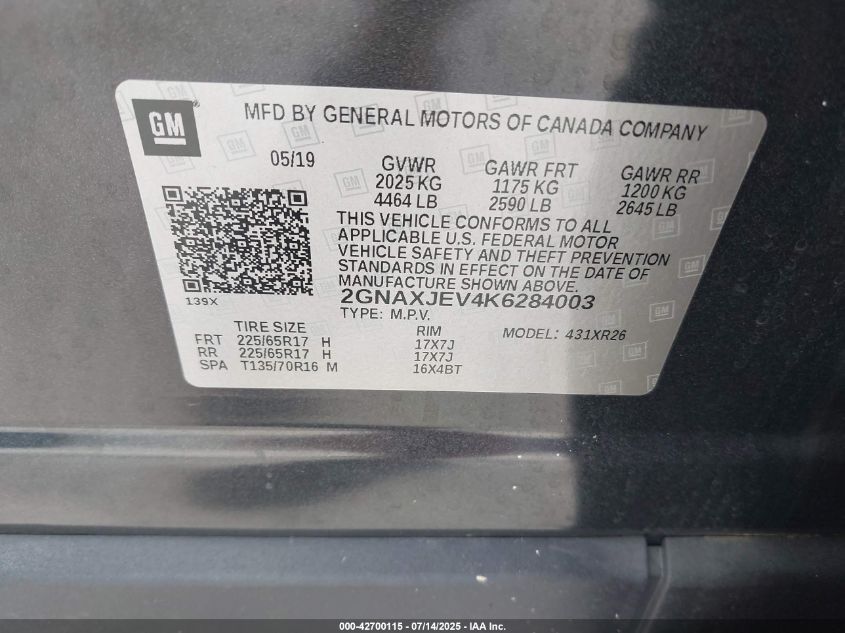 GM
MFD BY GENERAL MOTORS OF CANADA COMPANY
05/19 GVWR GAWR FRT GAWR RR
2025 KG 1175 KG 1200 KG
4464 LB 2590 LB 2645 LB
THIS VEHICLE CONFORMS TO ALL
APPLICABLE U.S. FEDERAL MOTOR
VEHICLE SAFETY AND THEFT PREVENTION
STANDARDS IN EFFECT ON THE DATE OF
MANUFACTURE SHOWN ABOVE.
139X
2GNAXJEV4K6284003
TYPE: M.P.V.
TIRE SIZE RIM MODEL: 431XR26
FRT 225/65R17 H 17X7J
RR 225/65R17 H 17X7J
SPA T135/70R16 M 16X4BT
000-42700115 - 07/14/2025 - IAA Inc.